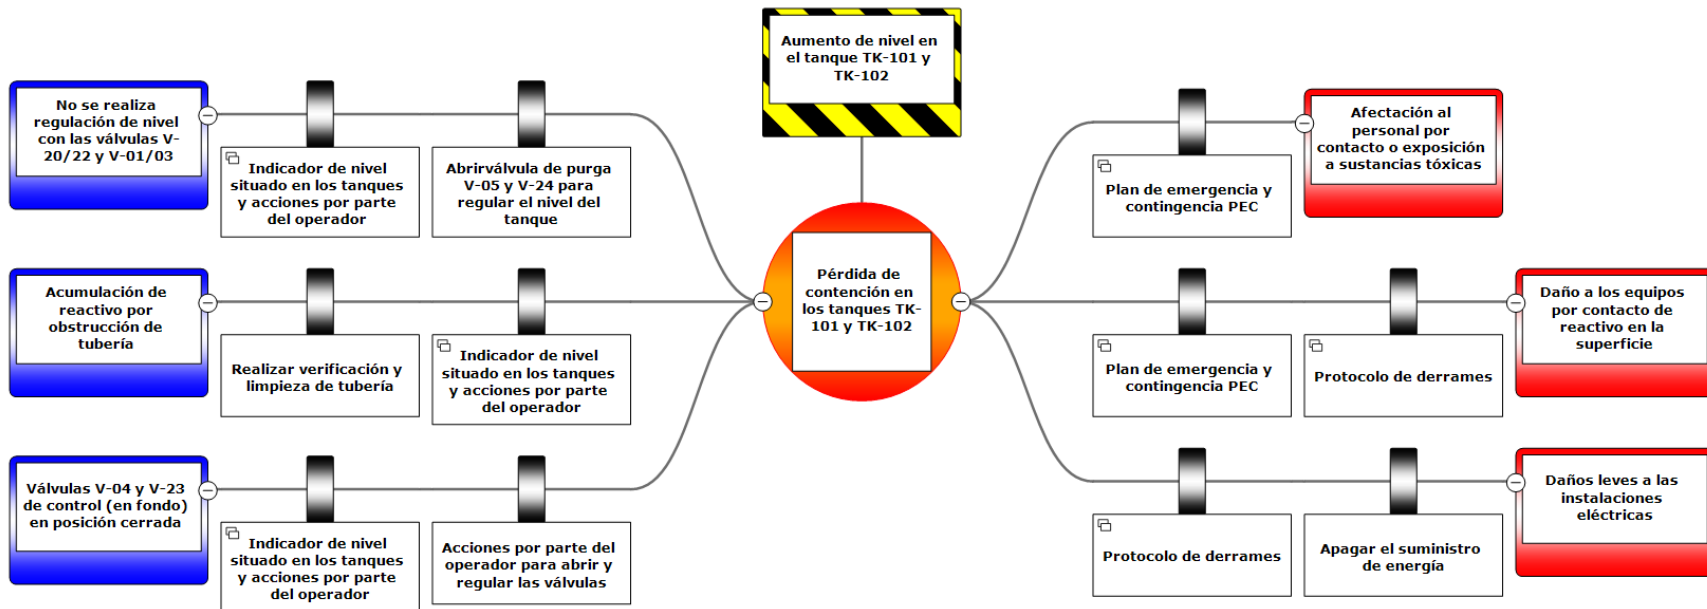 Aumento de nivel en
el tanque TK-101 y
TK-102
No se realiza
regulación de nivel
con las válvulas V-
20/22 y V-01/03
Indicador de nivel
situado en los tanques
y acciones por parte
del operador
Abrirválvula de purga
V-05 y V-24 para
regular el nivel del
tanque
Plan de emergencia y
contingencia PEC
Afectación al
personal por
contacto o exposición
a sustancias tóxicas
Acumulación de
reactivo por
obstrucción de
tubería
Realizar verificación y
limpieza de tubería
Indicador de nivel
situado en los tanques
y acciones por parte
del operador
Pérdida de
contención en
los tanques TK-
101 y TK-102
Plan de emergencia y
contingencia PEC
Protocolo de derrames
Daño a los equipos
por contacto de
reactivo en la
superficie
Válvulas V-04 y V-23
de control (en fondo)
en posición cerrada
Indicador de nivel
situado en los tanques
y acciones por parte
del operador
Acciones por parte del
operador para abrir y
regular las válvulas
Protocolo de derrames
Apagar el suministro
de energía
Daños leves a las
instalaciones
eléctricas